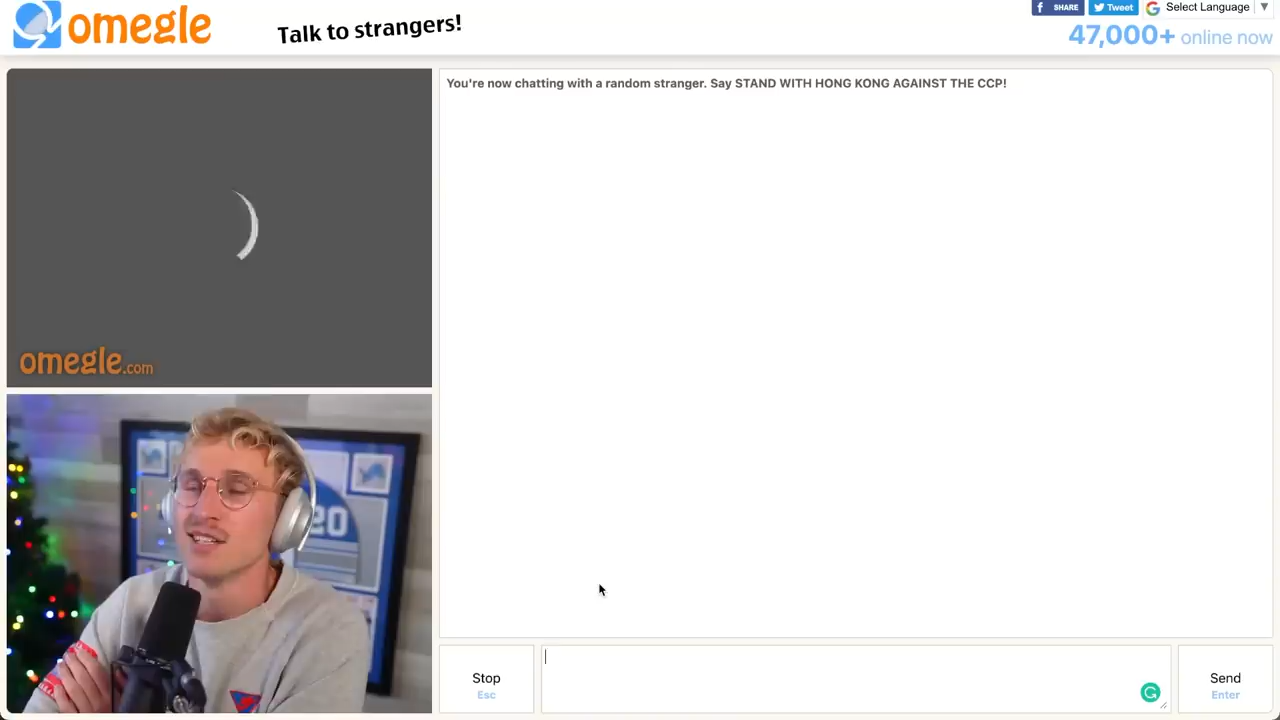 omegle
Talk to strangers!
SHARE
Tweet
Select Language ▼
47,000+ online now
You're now chatting with a random stranger. Say STAND WITH HONG KONG AGAINST THE CCP!
omegle.com
20
Stop
Esc
Send
Enter